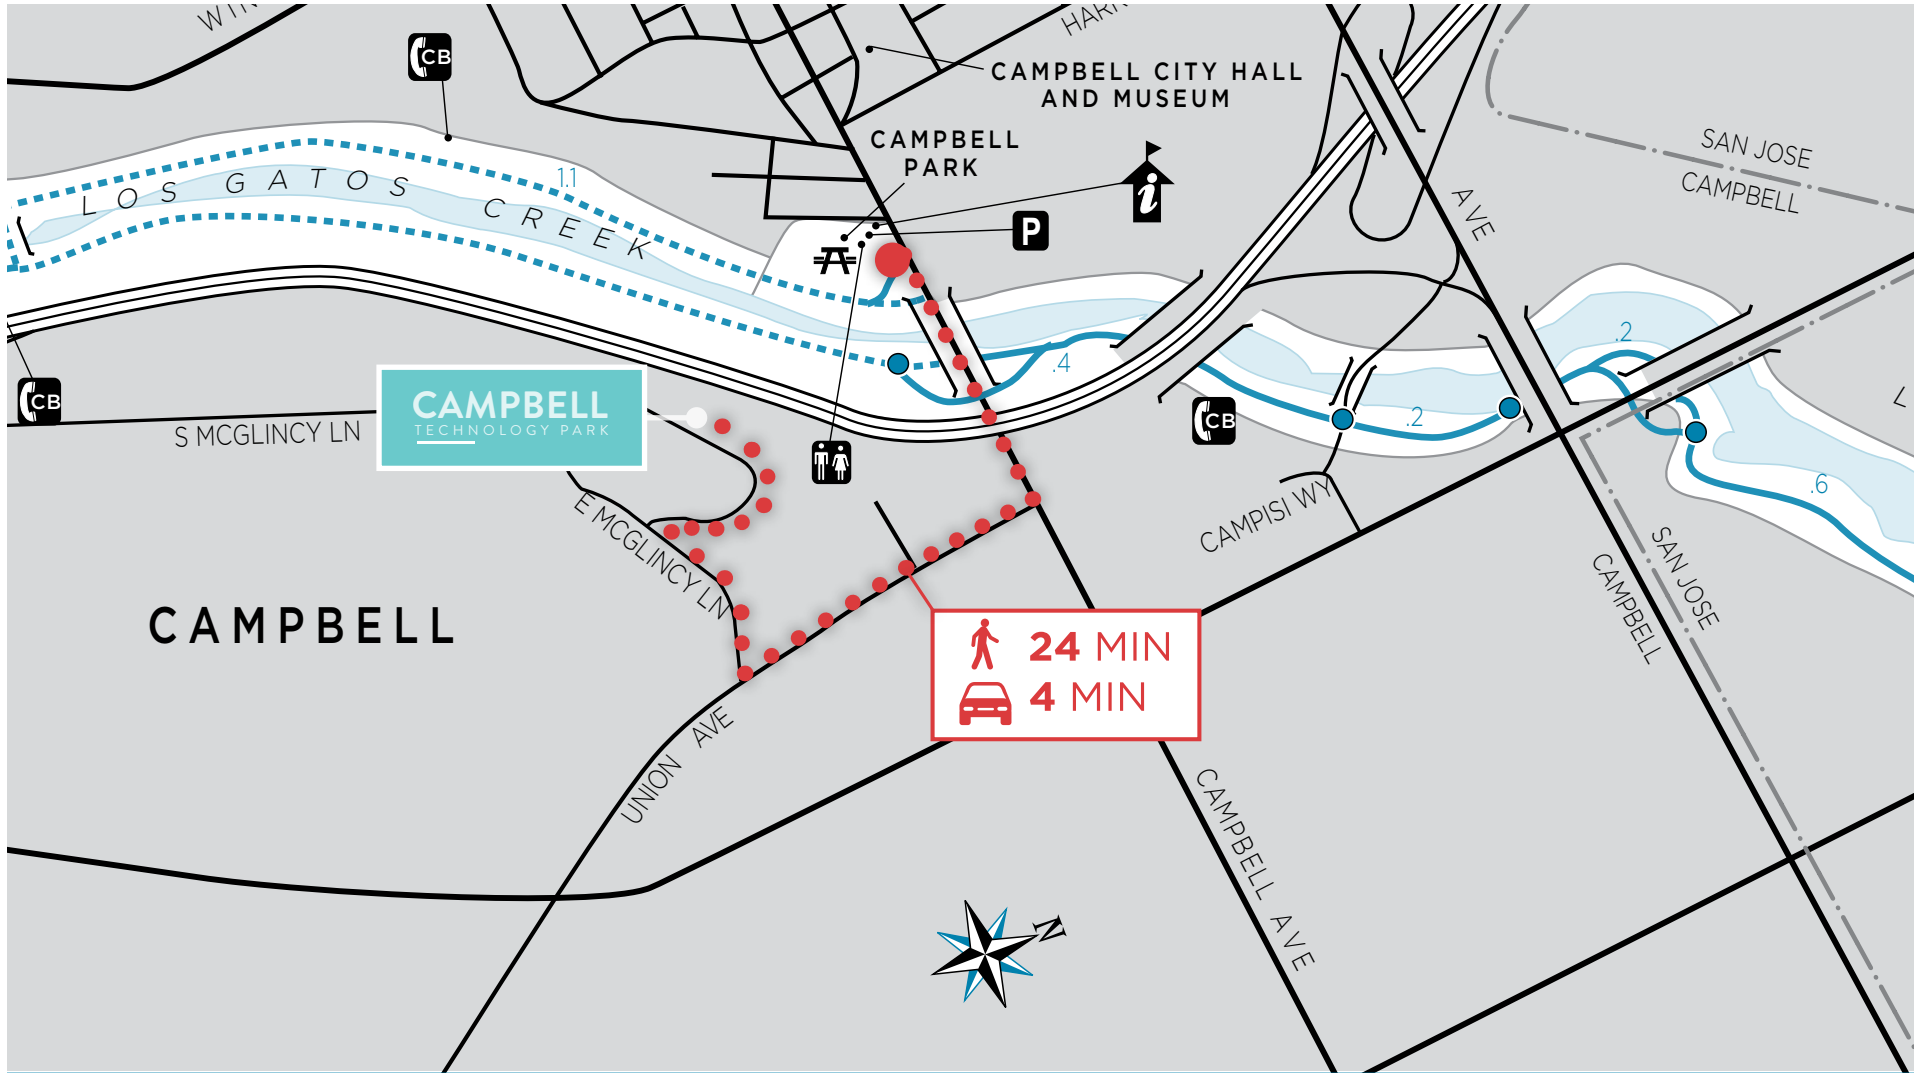 WIN
HARR
CB
CAMPBELL CITY HALL
AND MUSEUM
CAMPBELL
PARK
SAN JOSE
CAMPBELL
1.1
LOS GATOS CREEK
i
P
AVE
.4
.2
.2
.6
L
CB
CB
CAMPBELL
TECHNOLOGY PARK
S MCGLINCY LN
E MCGLINCY LN
CAMPISI WY
SAN JOSE
CAMPBELL
CAMPBELL
24 MIN
4 MIN
UNION AVE
CAMPBELL AVE
N